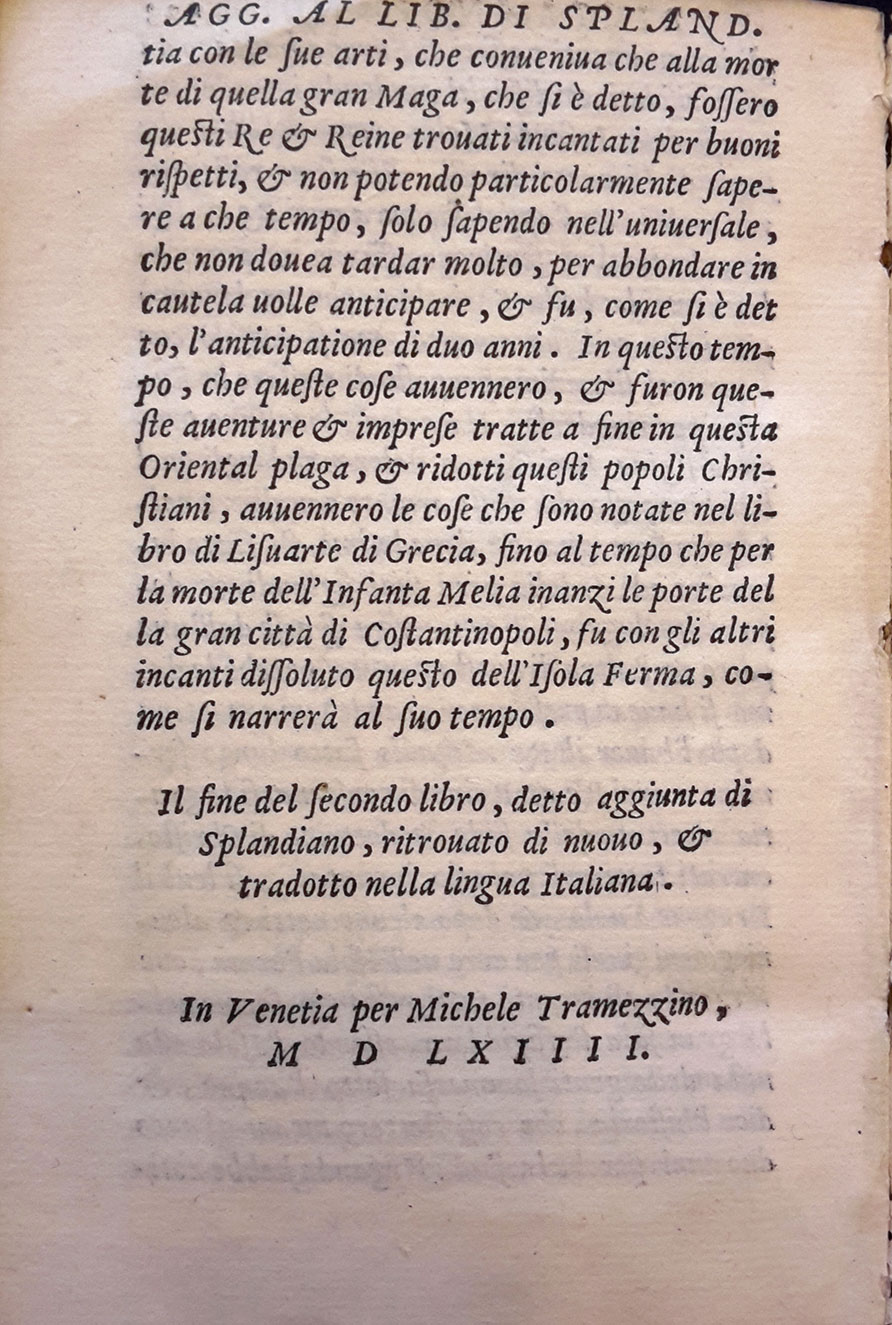 AGG. AL LIB. DI SPLAND.
tia con le ſue arti, che conueniua che alla mor
te di quella gran Maga, che ſi è detto, foſſero
queſti Re & Reine trouati incantati per buoni
riſpetti, & non potendo particolarmente ſape-
re a che tempo, ſolo ſapendo nell'uniuerſale,
che non douea tardar molto, per abbondare in
cautela uolle anticipare, & fu, come ſi è det
to, l'anticipatione di duo anni. In queſto tem-
po, che queſte coſe auuennero, & furon que-
ſte auenture & impreſe tratte a fine in queſta
Oriental plaga, & ridotti queſti popoli Chri-
ſtiani, auuennero le coſe che ſono notate nel li-
bro di Liſuarte di Grecia, fino al tempo che per
la morte dell'Infanta Melia inanzi le porte del
la gran città di Coſtantinopoli, fu con gli altri
incanti diſſoluto queſto dell'Iſola Ferma, co-
me ſi narrerà al ſuo tempo.
Il fine del ſecondo libro, detto aggiunta di
Splandiano, ritrouato di nuouo, &
tradotto nella lingua Italiana.
In Venetia per Michele Tramezzino,
M D LXIIII.